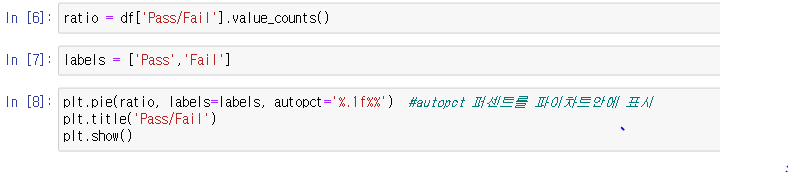 In [6]: ratio = df['Pass/Fail'].value_counts()
In [7]: labels = ['Pass','Fail']
In [8]: plt.pie(ratio, labels=labels, autopct='%.1f%%')  #autopct 퍼센트를 파이차트안에 표시
plt.title('Pass/Fail')
plt.show()